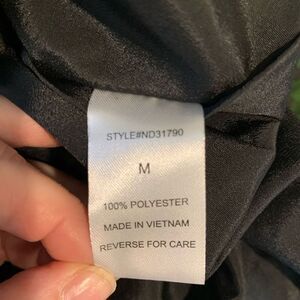 STYLE#ND31790
M
100% POLYESTER
MADE IN VIETNAM
REVERSE FOR CARE